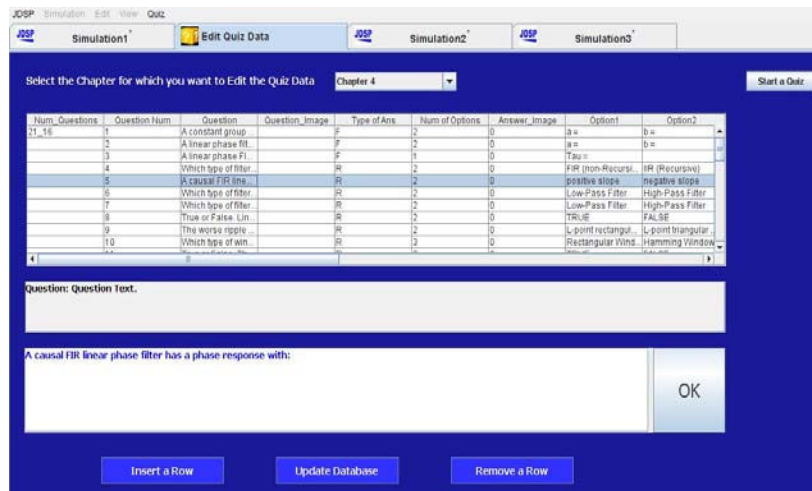 JDSP Simulation Edit View Quiz
JDSP Simulation1 Edit Quiz Data JDSP Simulation2 JDSP Simulation3
Select the Chapter for which you want to Edit the Quiz Data Chapter 4 Start a Quiz
Num_Questions Question Num Question Question_Image Type of Ans Num of Options Answer_Image Option1 Option2
21_16 1 A constant group ... F 2 0 a = b =
2 A linear phase filt... F 2 0 a = b =
3 A linear phase FI... F 1 0 Tau =
4 Which type of filter... R 2 0 FIR (non-Recursi... IIR (Recursive)
5 A causal FIR line... R 2 0 positive slope negative slope
6 Which type of filter... R 2 0 Low-Pass Filter High-Pass Filter
7 Which type of filter... R 2 0 Low-Pass Filter High-Pass Filter
8 True or False. Lin... R 2 0 TRUE FALSE
9 The worse ripple ... R 2 0 L-point rectangul... L-point triangular ...
10 Which type of win... R 3 0 Rectangular Wind... Hamming Window
Question: Question Text.
A causal FIR linear phase filter has a phase response with:
OK
Insert a Row Update Database Remove a Row